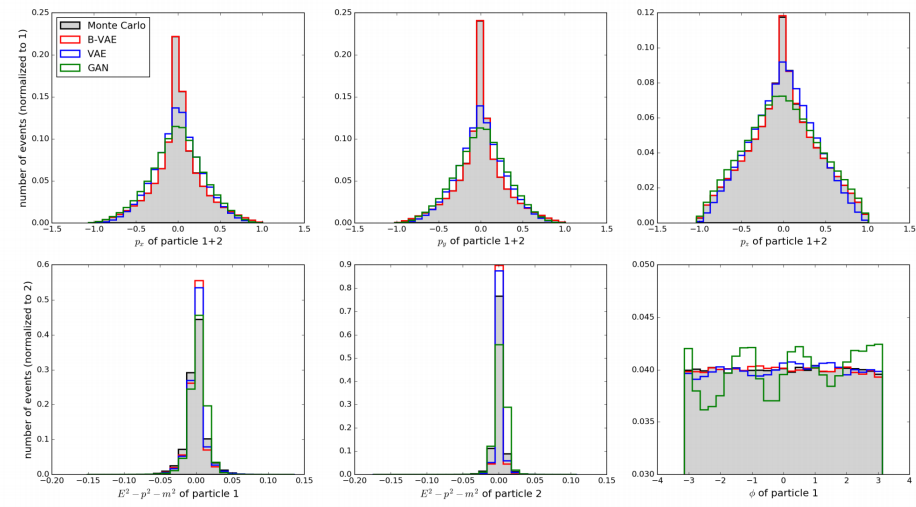 number of events (normalized to 1)
0.25
0.20
0.15
0.10
0.05
0.00
Monte Carlo
B-VAE
VAE
GAN
−1.5 −1.0 −0.5 0.0 0.5 1.0 1.5
p_x of particle 1+2
0.25
0.20
0.15
0.10
0.05
0.00
−1.5 −1.0 −0.5 0.0 0.5 1.0 1.5
p_y of particle 1+2
0.12
0.10
0.08
0.06
0.04
0.02
0.00
−1.5 −1.0 −0.5 0.0 0.5 1.0 1.5
p_z of particle 1+2
number of events (normalized to 2)
0.6
0.5
0.4
0.3
0.2
0.1
0.0
−0.20 −0.15 −0.10 −0.05 0.00 0.05 0.10 0.15
E² − p² − m² of particle 1
0.9
0.8
0.7
0.6
0.5
0.4
0.3
0.2
0.1
0.0
−0.20 −0.15 −0.10 −0.05 0.00 0.05 0.10 0.15
E² − p² − m² of particle 2
0.050
0.045
0.040
0.035
0.030
−4 −3 −2 −1 0 1 2 3 4
ϕ of particle 1